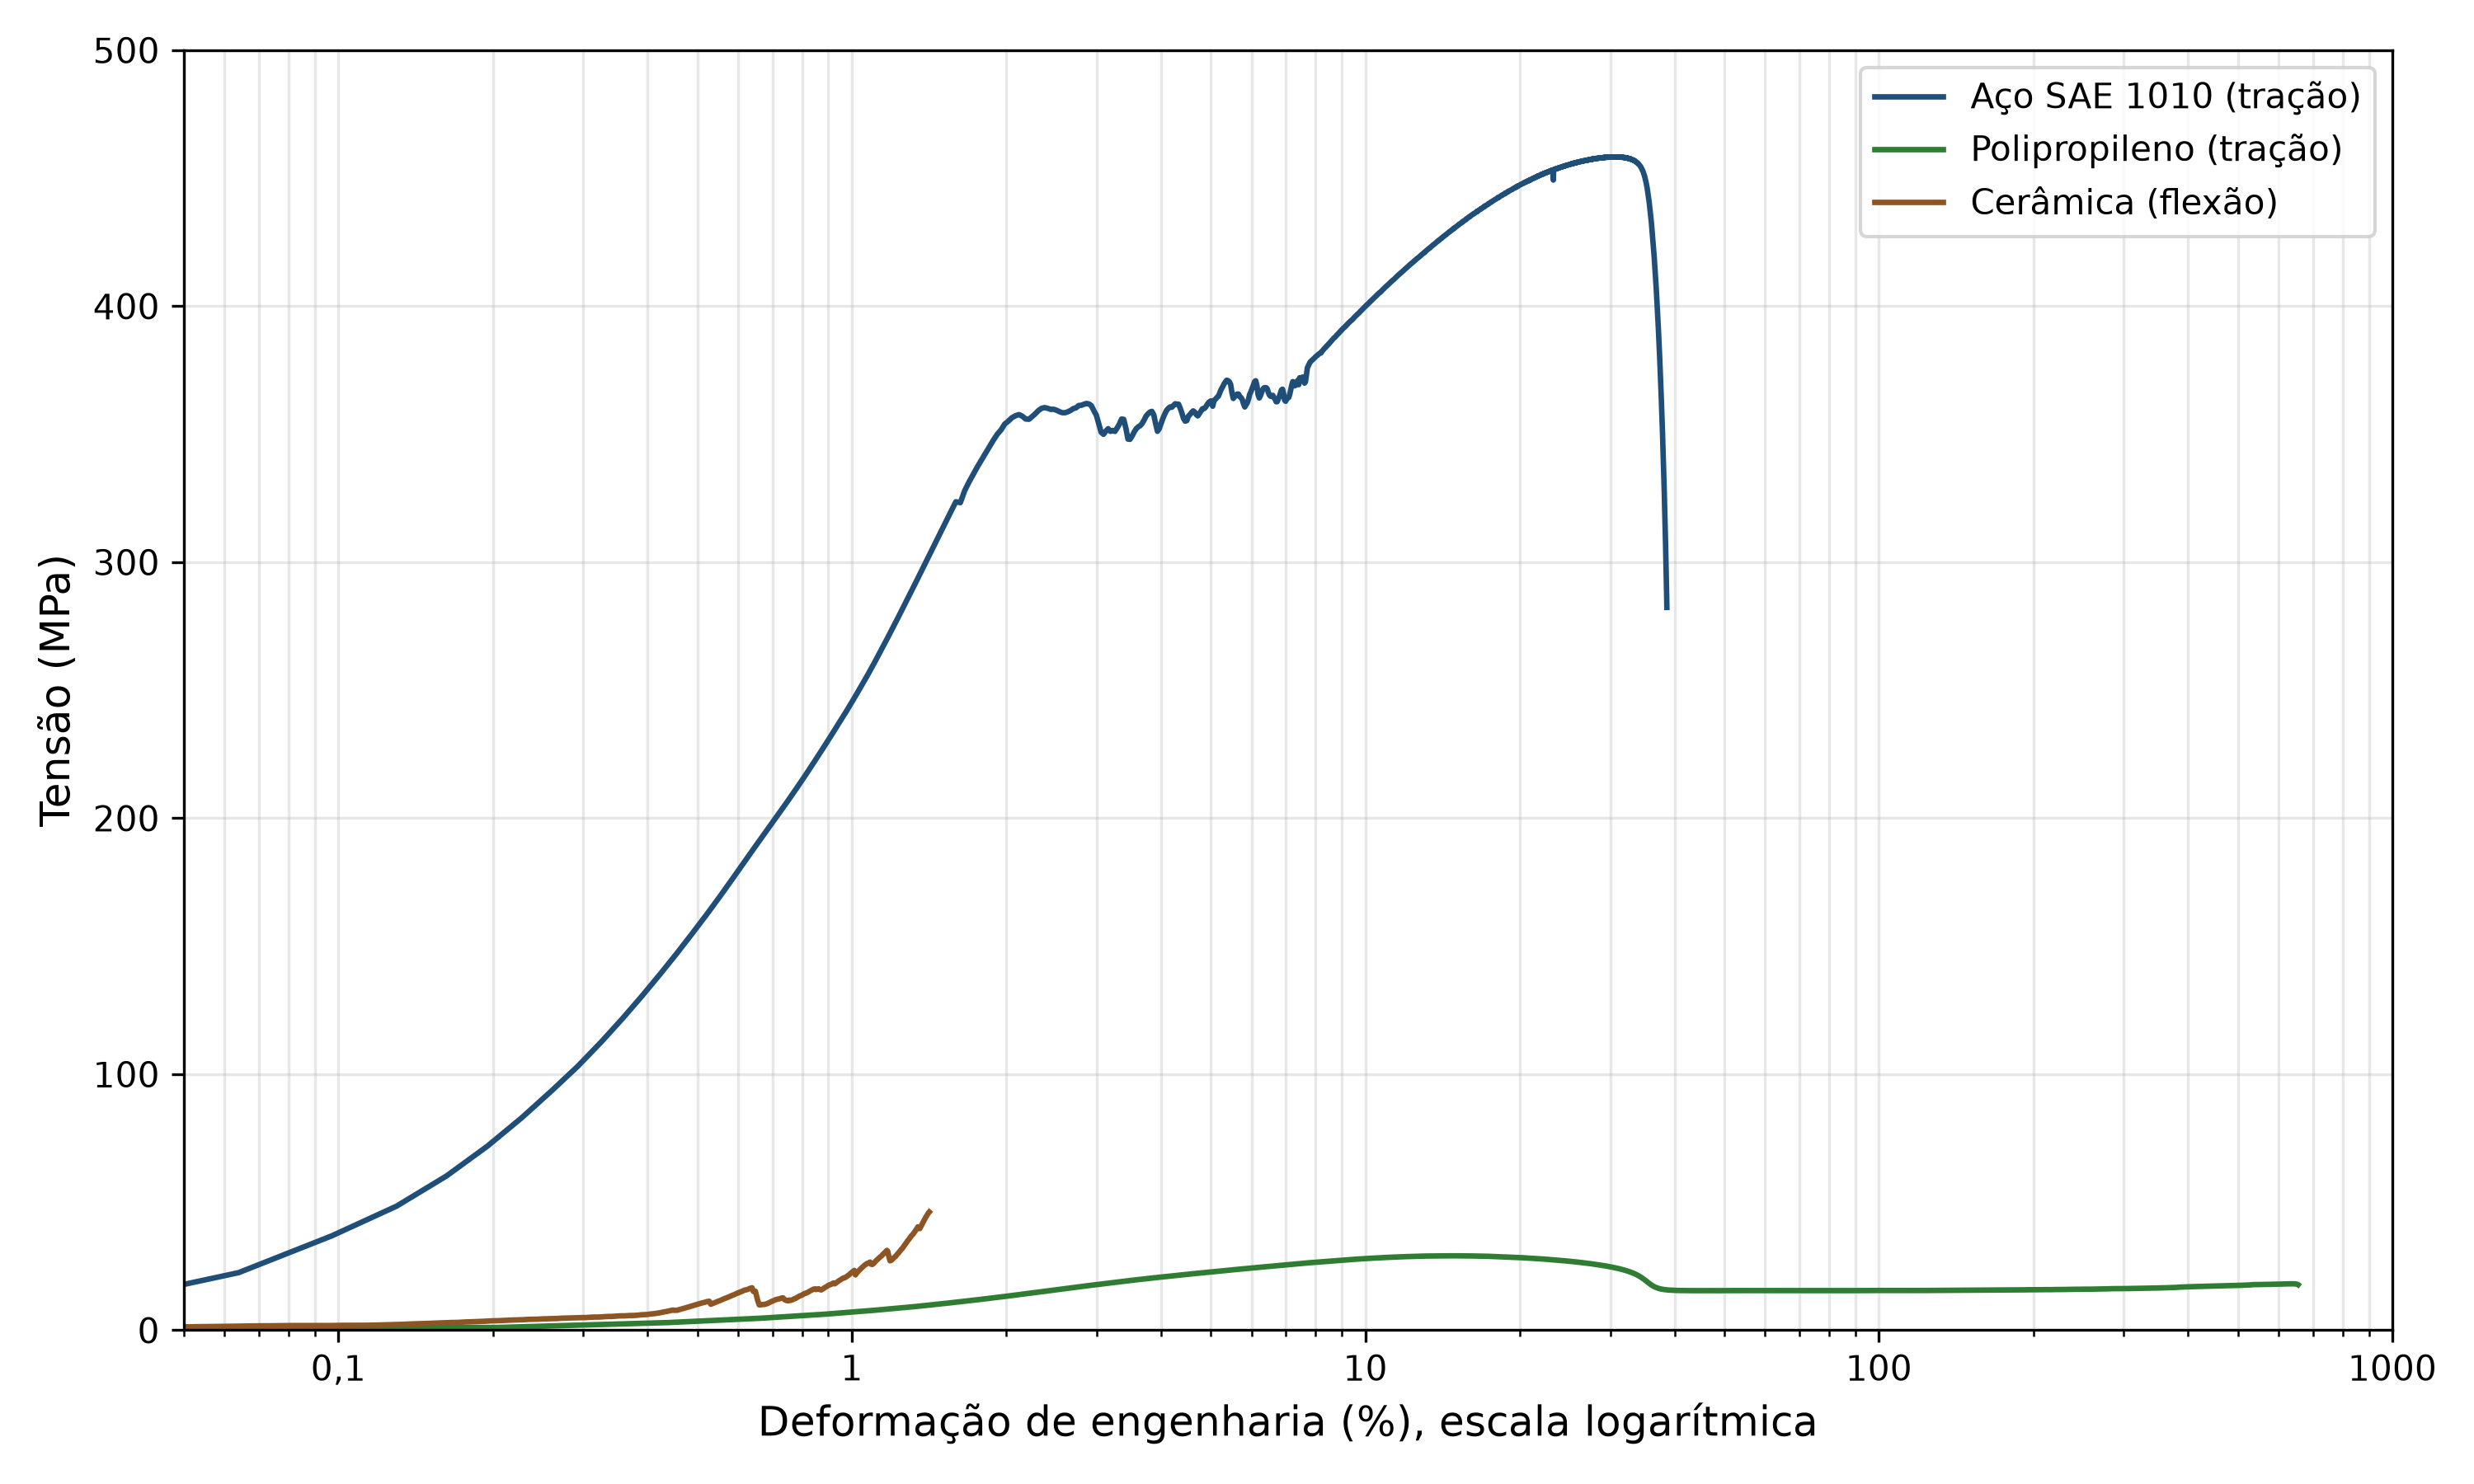 500
400
300
200
100
0
Tensão (MPa)
Aço SAE 1010 (tração)
Polipropileno (tração)
Cerâmica (flexão)
0,1
1
10
100
1000
Deformação de engenharia (%), escala logarítmica